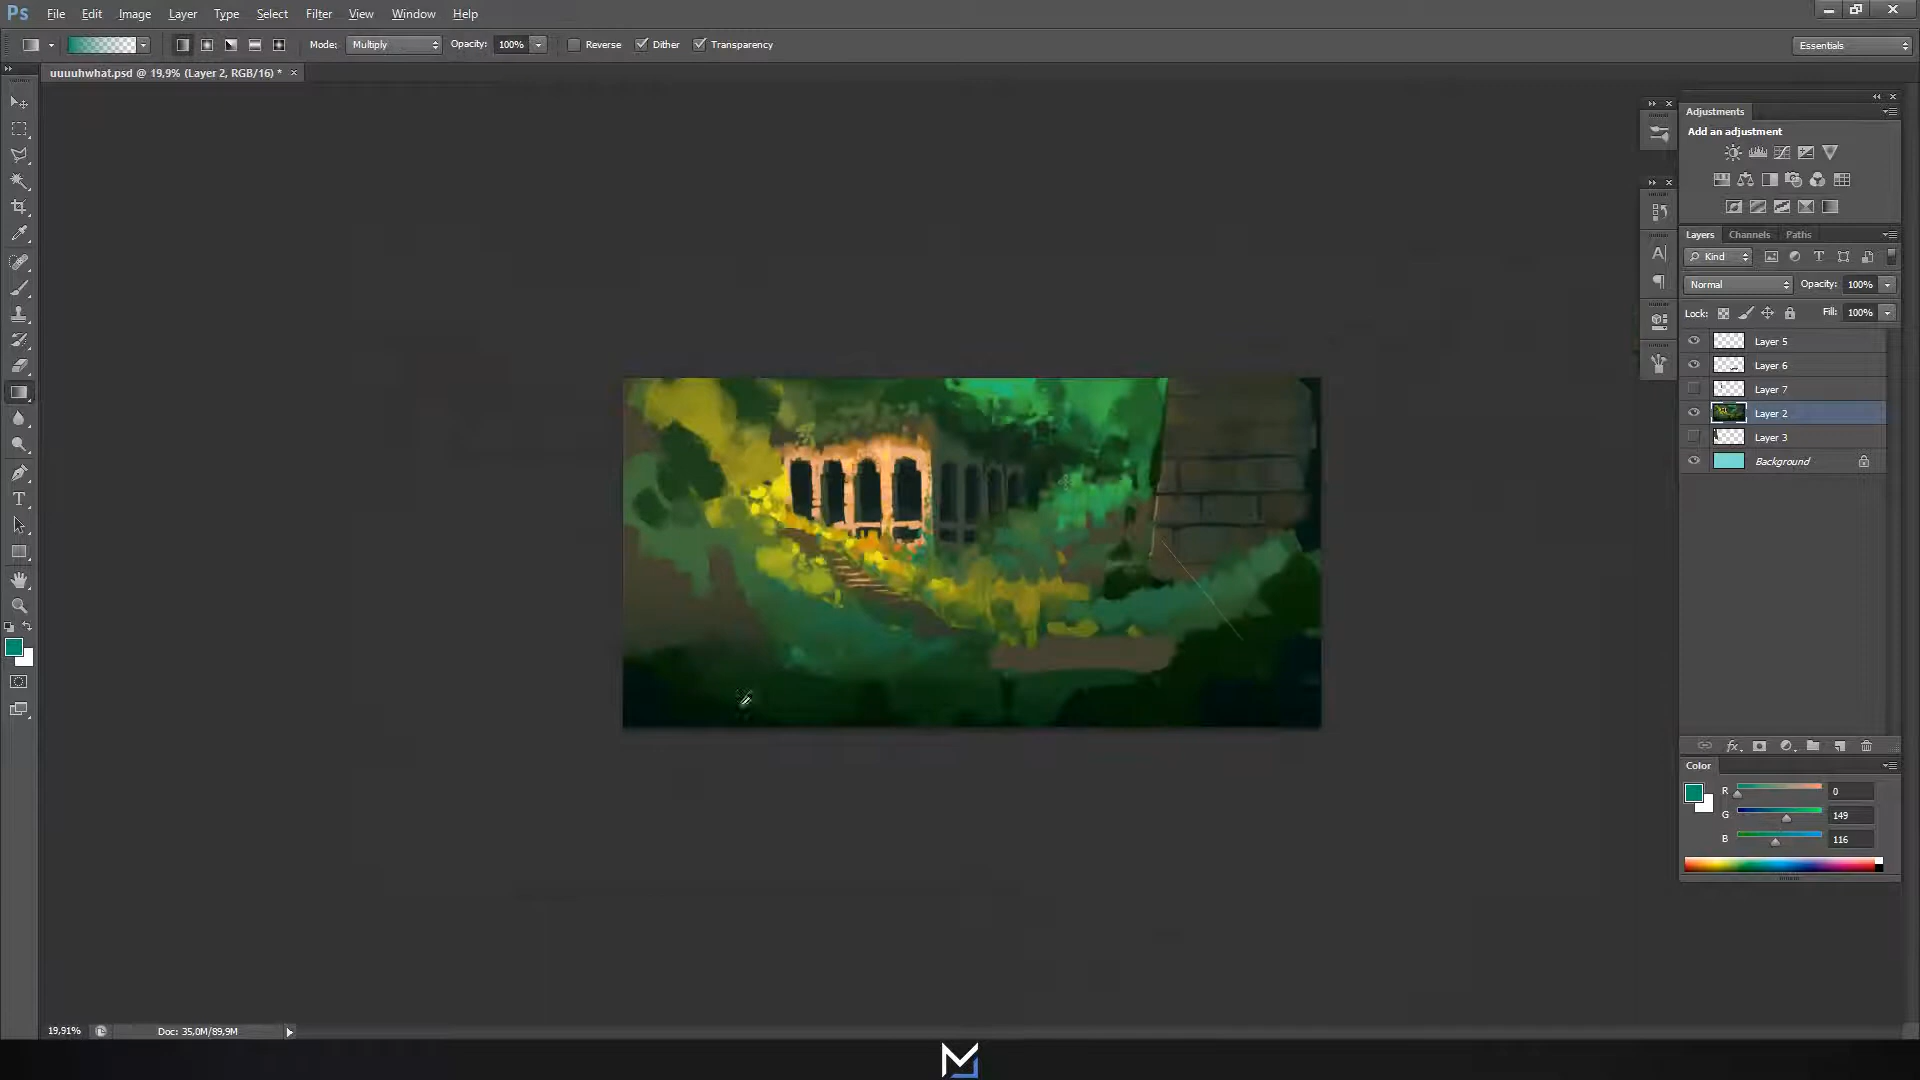 Ps File Edit Image Layer Type Select Filter View Window Help
Mode: Multiply Opacity: 100% Reverse Dither Transparency Essentials
uuuuhwhat.psd @ 19,9% (Layer 2, RGB/16) *
Adjustments
Add an adjustment
Layers Channels Paths
Kind
Normal Opacity: 100%
Lock: Fill: 100%
Layer 5
Layer 6
Layer 7
Layer 2
Layer 3
Background
fx
Color
R 0
G 149
B 116
19,91% Doc: 35,0M/89,9M